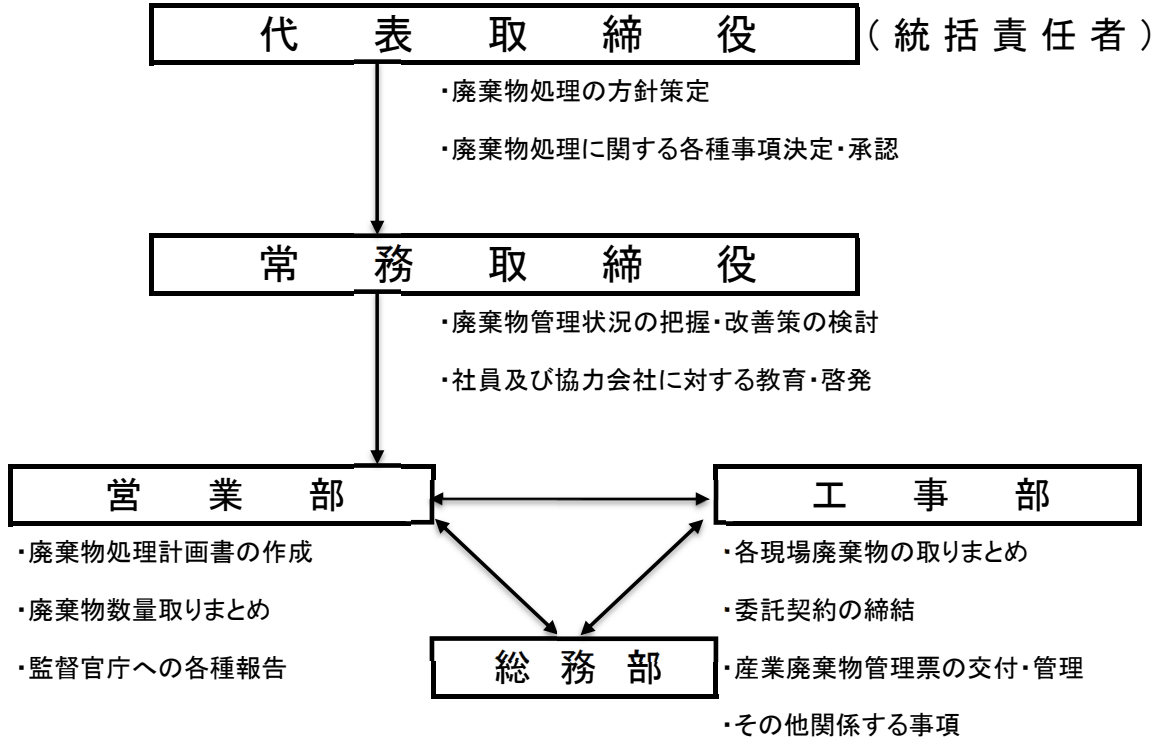 代表取締役(統括責任者)
・廃棄物処理の方針策定
・廃棄物処理に関する各種事項決定・承認
常務取締役
・廃棄物管理状況の把握・改善策の検討
・社員及び協力会社に対する教育・啓発
営業部
・廃棄物処理計画書の作成
・廃棄物数量取りまとめ
・監督官庁への各種報告
工事部
・各現場廃棄物の取りまとめ
・委託契約の締結
・産業廃棄物管理票の交付・管理
・その他関係する事項
総務部